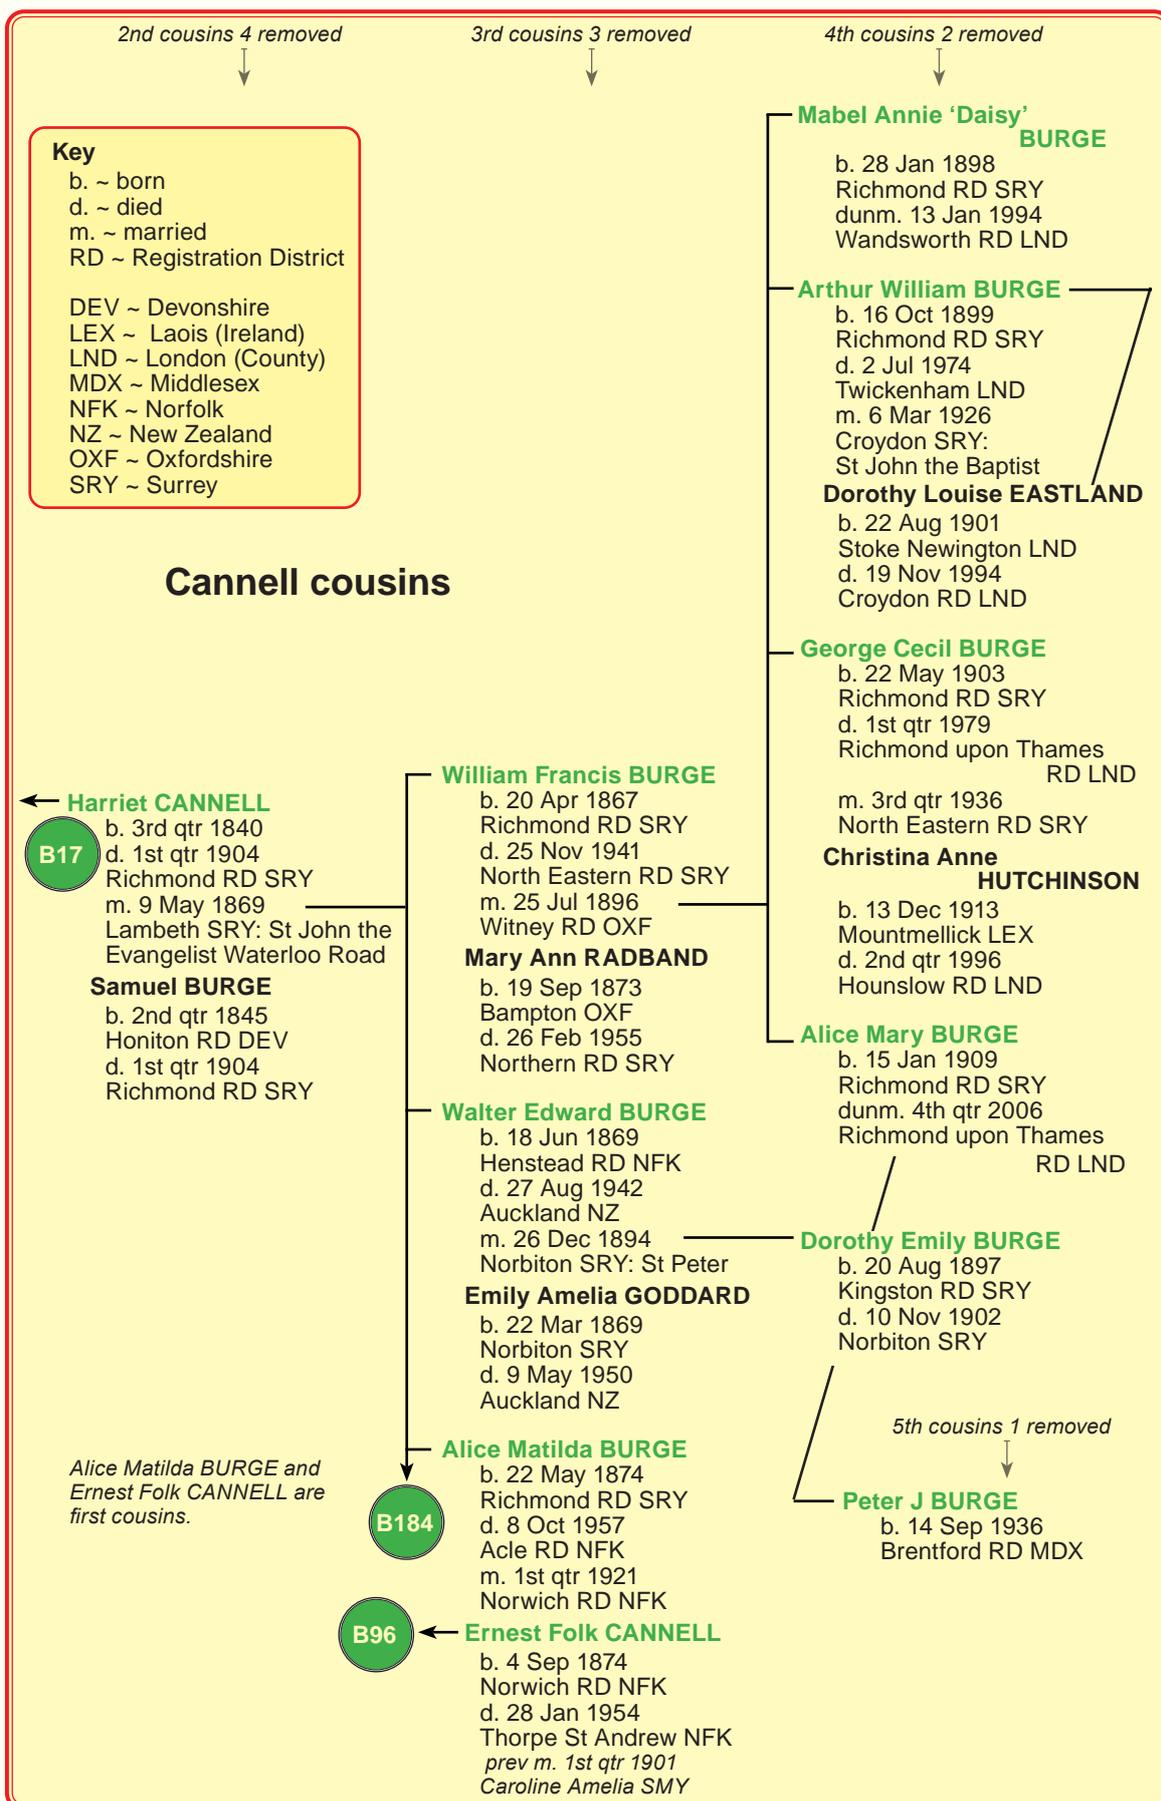 2nd cousins 4 removed
3rd cousins 3 removed
4th cousins 2 removed
Key
b. ~ born
d. ~ died
m. ~ married
RD ~ Registration District
DEV ~ Devonshire
LEX ~ Laois (Ireland)
LND ~ London (County)
MDX ~ Middlesex
NFK ~ Norfolk
NZ ~ New Zealand
OXF ~ Oxfordshire
SRY ~ Surrey
Cannell cousins
Harriet CANNELL
B17
b. 3rd qtr 1840
d. 1st qtr 1904
Richmond RD SRY
m. 9 May 1869
Lambeth SRY: St John the
Evangelist Waterloo Road
Samuel BURGE
b. 2nd qtr 1845
Honiton RD DEV
d. 1st qtr 1904
Richmond RD SRY
Alice Matilda BURGE and
Ernest Folk CANNELL are
first cousins.
William Francis BURGE
b. 20 Apr 1867
Richmond RD SRY
d. 25 Nov 1941
North Eastern RD SRY
m. 25 Jul 1896
Witney RD OXF
Mary Ann RADBAND
b. 19 Sep 1873
Bampton OXF
d. 26 Feb 1955
Northern RD SRY
Walter Edward BURGE
b. 18 Jun 1869
Henstead RD NFK
d. 27 Aug 1942
Auckland NZ
m. 26 Dec 1894
Norbiton SRY: St Peter
Emily Amelia GODDARD
b. 22 Mar 1869
Norbiton SRY
d. 9 May 1950
Auckland NZ
Alice Matilda BURGE
b. 22 May 1874
Richmond RD SRY
d. 8 Oct 1957
Acle RD NFK
m. 1st qtr 1921
Norwich RD NFK
B184
B96
Ernest Folk CANNELL
b. 4 Sep 1874
Norwich RD NFK
d. 28 Jan 1954
Thorpe St Andrew NFK
prev m. 1st qtr 1901
Caroline Amelia SMY
Mabel Annie ‘Daisy’
BURGE
b. 28 Jan 1898
Richmond RD SRY
dunm. 13 Jan 1994
Wandsworth RD LND
Arthur William BURGE
b. 16 Oct 1899
Richmond RD SRY
d. 2 Jul 1974
Twickenham LND
m. 6 Mar 1926
Croydon SRY:
St John the Baptist
Dorothy Louise EASTLAND
b. 22 Aug 1901
Stoke Newington LND
d. 19 Nov 1994
Croydon RD LND
George Cecil BURGE
b. 22 May 1903
Richmond RD SRY
d. 1st qtr 1979
Richmond upon Thames
RD LND
m. 3rd qtr 1936
North Eastern RD SRY
Christina Anne
HUTCHINSON
b. 13 Dec 1913
Mountmellick LEX
d. 2nd qtr 1996
Hounslow RD LND
Alice Mary BURGE
b. 15 Jan 1909
Richmond RD SRY
dunm. 4th qtr 2006
Richmond upon Thames
RD LND
Dorothy Emily BURGE
b. 20 Aug 1897
Kingston RD SRY
d. 10 Nov 1902
Norbiton SRY
5th cousins 1 removed
Peter J BURGE
b. 14 Sep 1936
Brentford RD MDX